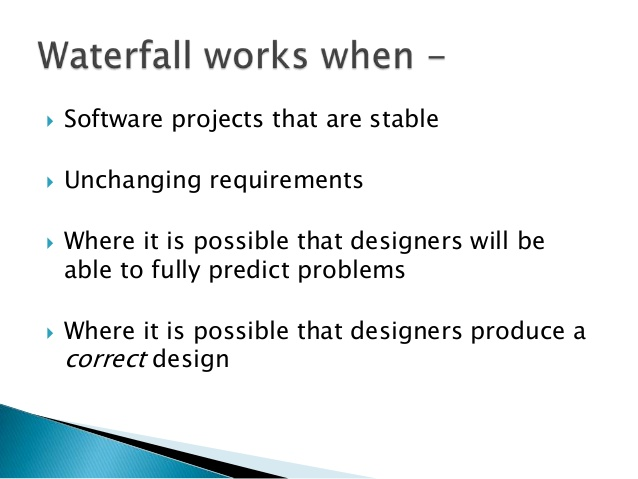 Waterfall works when –
Software projects that are stable
Unchanging requirements
Where it is possible that designers will be
able to fully predict problems
Where it is possible that designers produce a
correct design